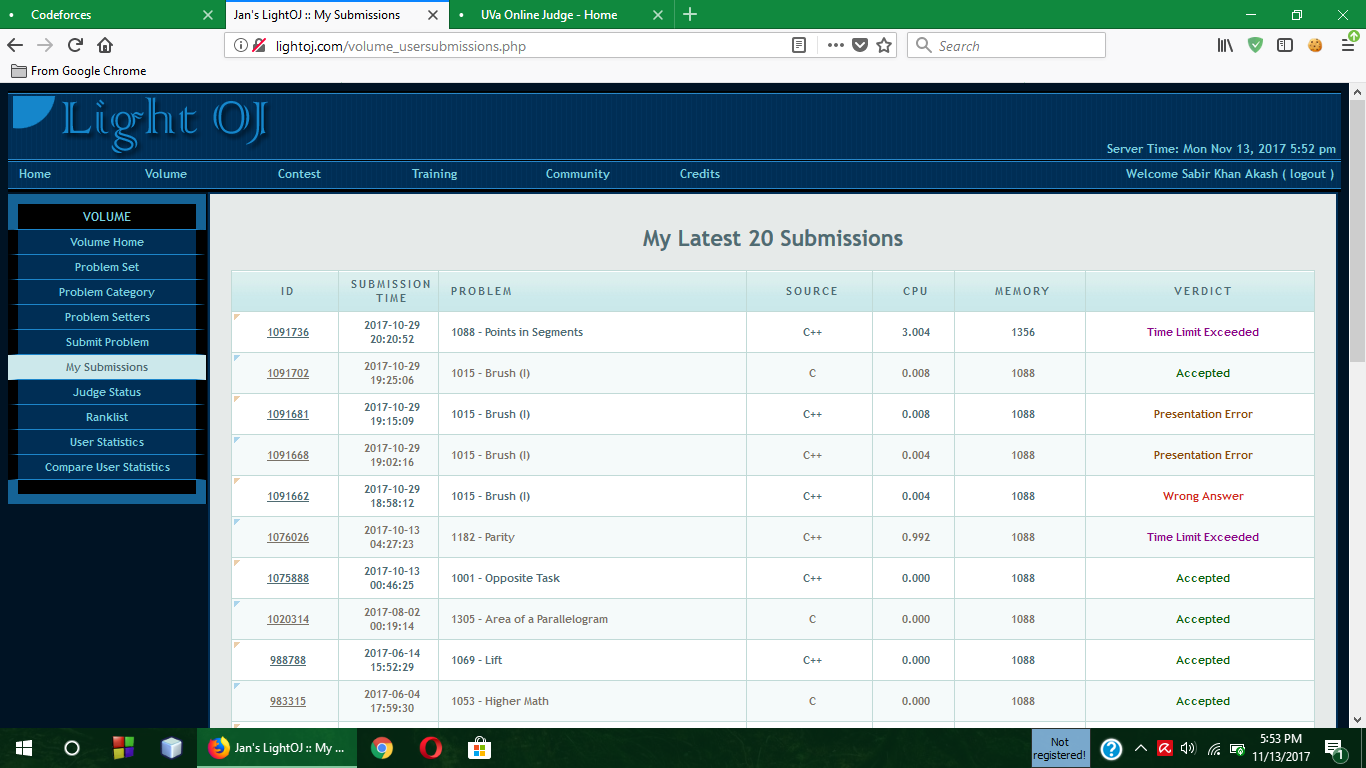 Codeforces
Jan's LightOJ :: My Submissions
UVa Online Judge - Home
lightoj.com/volume_usersubmissions.php
Search
From Google Chrome
Light OJ
Server Time: Mon Nov 13, 2017 5:52 pm
Home Volume Contest Training Community Credits Welcome Sabir Khan Akash ( logout )
VOLUME
Volume Home
Problem Set
Problem Category
Problem Setters
Submit Problem
My Submissions
Judge Status
Ranklist
User Statistics
Compare User Statistics
My Latest 20 Submissions
ID SUBMISSION TIME PROBLEM SOURCE CPU MEMORY VERDICT
1091736 2017-10-29 20:20:52 1088 - Points in Segments C++ 3.004 1356 Time Limit Exceeded
1091702 2017-10-29 19:25:06 1015 - Brush (I) C 0.008 1088 Accepted
1091681 2017-10-29 19:15:09 1015 - Brush (I) C++ 0.008 1088 Presentation Error
1091668 2017-10-29 19:02:16 1015 - Brush (I) C++ 0.004 1088 Presentation Error
1091662 2017-10-29 18:58:12 1015 - Brush (I) C++ 0.004 1088 Wrong Answer
1076026 2017-10-13 04:27:23 1182 - Parity C++ 0.992 1088 Time Limit Exceeded
1075888 2017-10-13 00:46:25 1001 - Opposite Task C++ 0.000 1088 Accepted
1020314 2017-08-02 00:19:14 1305 - Area of a Parallelogram C 0.000 1088 Accepted
988788 2017-06-14 15:52:29 1069 - Lift C++ 0.000 1088 Accepted
983315 2017-06-04 17:59:30 1053 - Higher Math C 0.000 1088 Accepted
Jan's LightOJ :: My ...
Not registered!
5:53 PM
11/13/2017
1